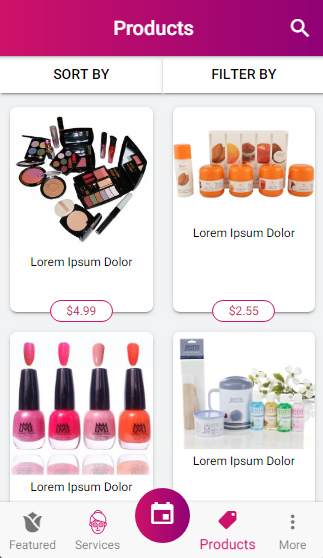 Products
SORT BY
FILTER BY
Lorem Ipsum Dolor
Lorem Ipsum Dolor
$4.99
$2.55
Lorem Ipsum Dolor
Lorem Ipsum Dolor
Featured
Services
Products
More